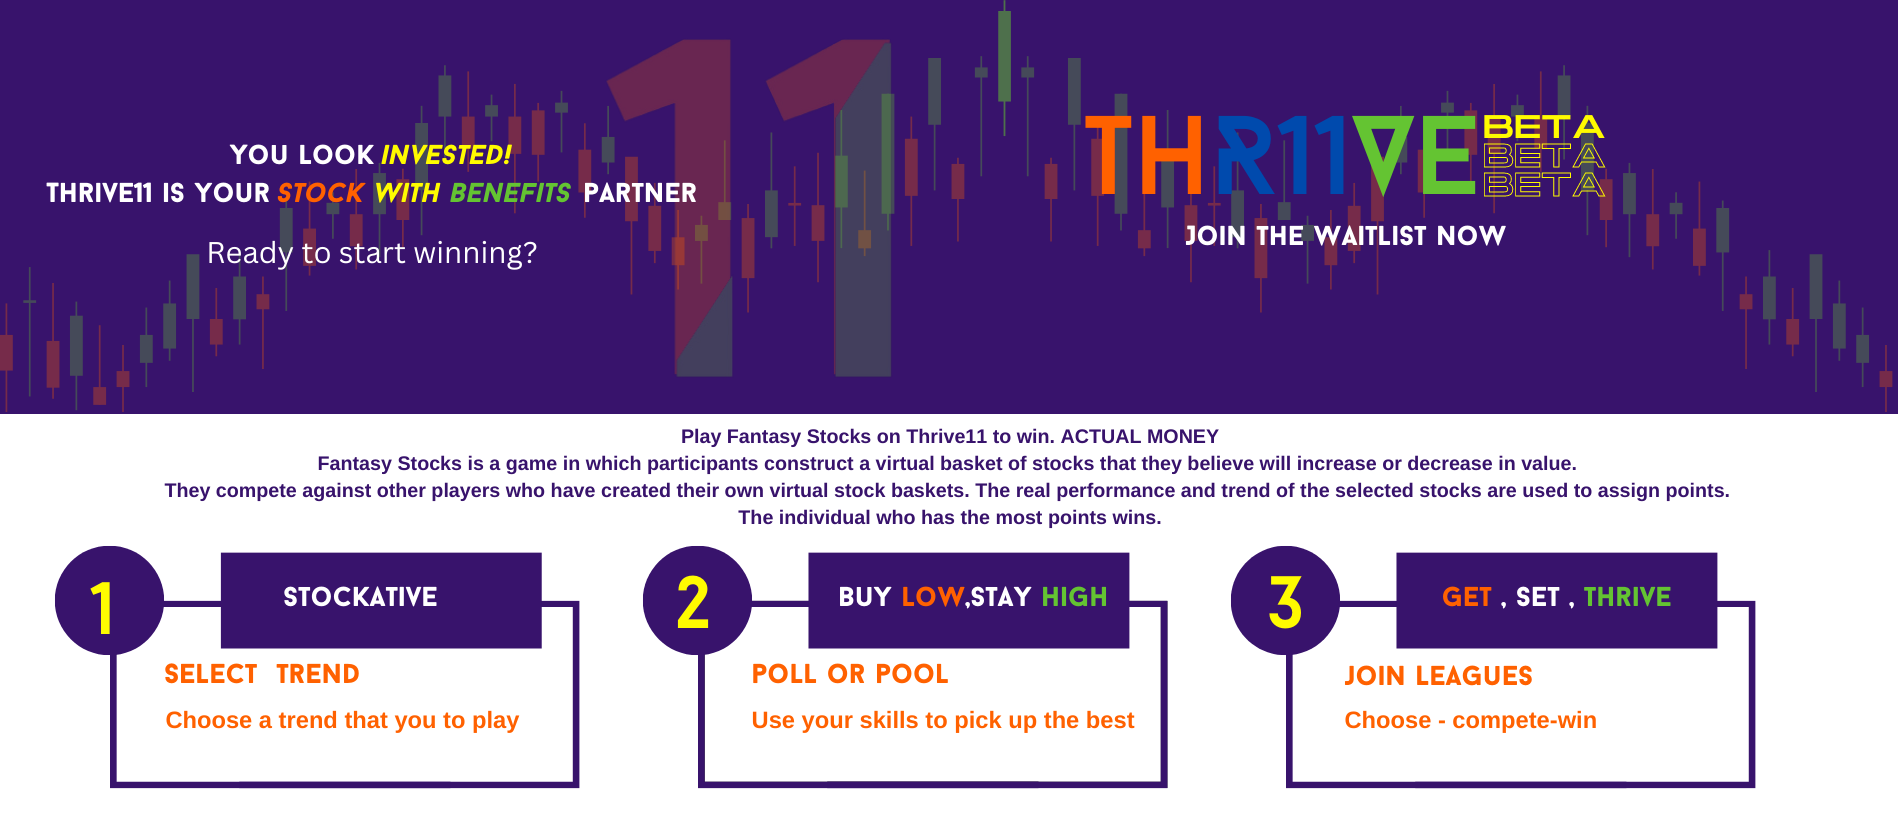 11
YOU LOOK INVESTED!
THRIVE11 IS YOUR STOCK WITH BENEFITS PARTNER
Ready to start winning?
THR11VE BETA
BETA
BETA
JOIN THE WAITLIST NOW
Play Fantasy Stocks on Thrive11 to win. ACTUAL MONEY
Fantasy Stocks is a game in which participants construct a virtual basket of stocks that they believe will increase or decrease in value.
They compete against other players who have created their own virtual stock baskets. The real performance and trend of the selected stocks are used to assign points.
The individual who has the most points wins.
1
STOCKATIVE
SELECT TREND
Choose a trend that you to play
2
BUY LOW,STAY HIGH
POLL OR POOL
Use your skills to pick up the best
3
GET , SET , THRIVE
JOIN LEAGUES
Choose - compete-win